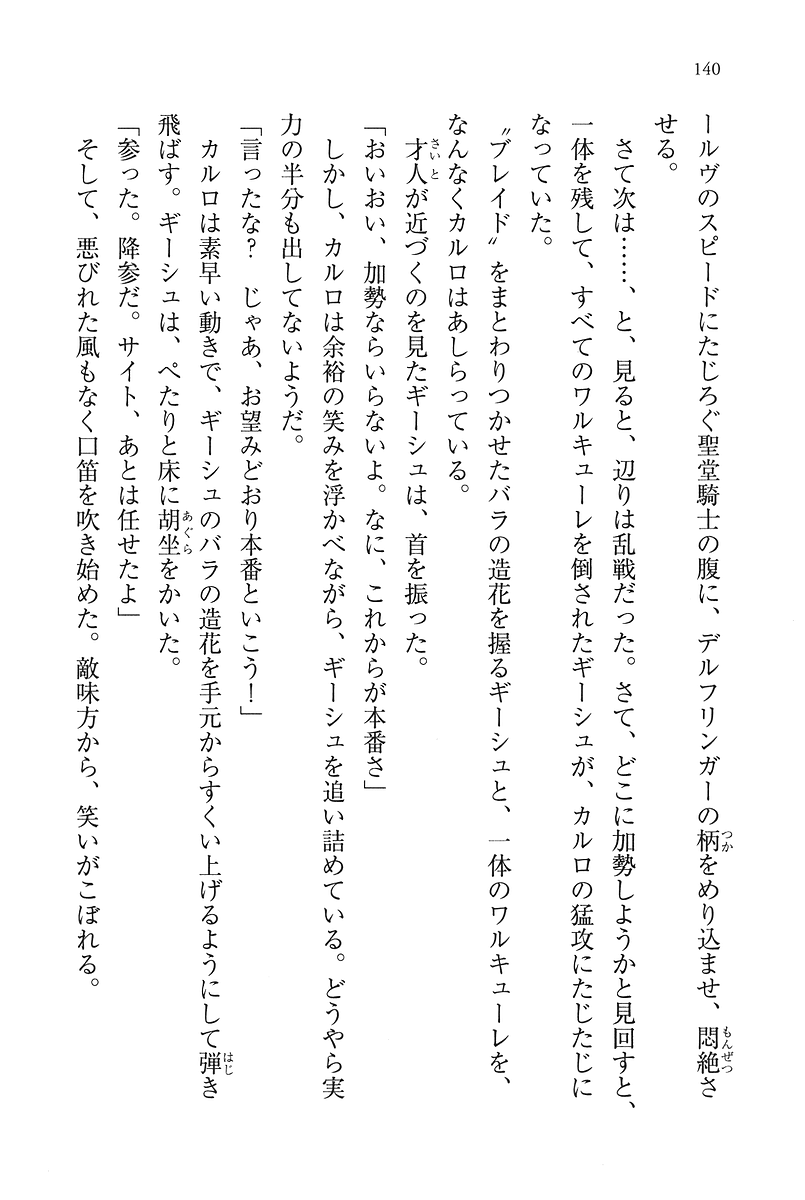 140
ールヴのスピードにたじろぐ聖堂騎士の腹に、デルフリンガーの柄をめり込ませ、悶絶さ
せる。
　さて次は……、と、見ると、辺りは乱戦だった。さて、どこに加勢しようかと見回すと、
一体を残して、すべてのワルキューレを倒されたギーシュが、カルロの猛攻にたじたじに
なっていた。
〝ブレイド〟をまとわりつかせたバラの造花を握るギーシュと、一体のワルキューレを、
なんなくカルロはあしらっている。
　才人が近づくのを見たギーシュは、首を振った。
「おいおい、加勢ならいらないよ。なに、これからが本番さ」
　しかし、カルロは余裕の笑みを浮かべながら、ギーシュを追い詰めている。どうやら実
力の半分も出してないようだ。
「言ったな？　じゃあ、お望みどおり本番といこう！」
　カルロは素早い動きで、ギーシュのバラの造花を手元からすくい上げるようにして弾き
飛ばす。ギーシュは、ぺたりと床に胡坐をかいた。
「参った。降参だ。サイト、あとは任せたよ」
　そして、悪びれた風もなく口笛を吹き始めた。敵味方から、笑いがこぼれる。
つか
もんぜつ
さいと
はじ
あぐら